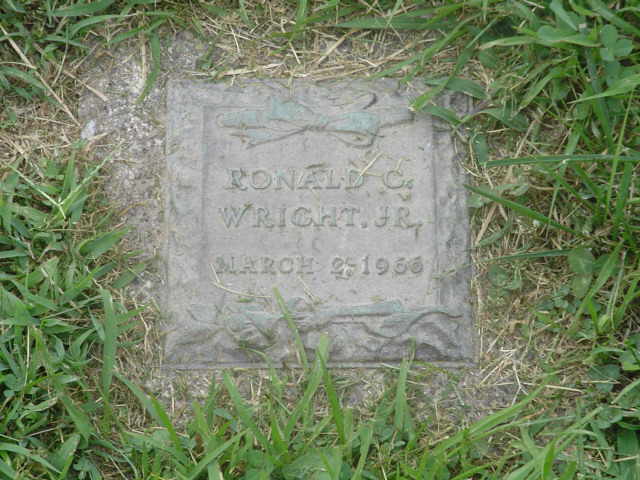 RONALD C.
WRIGHT, JR.
MARCH 2, 1966